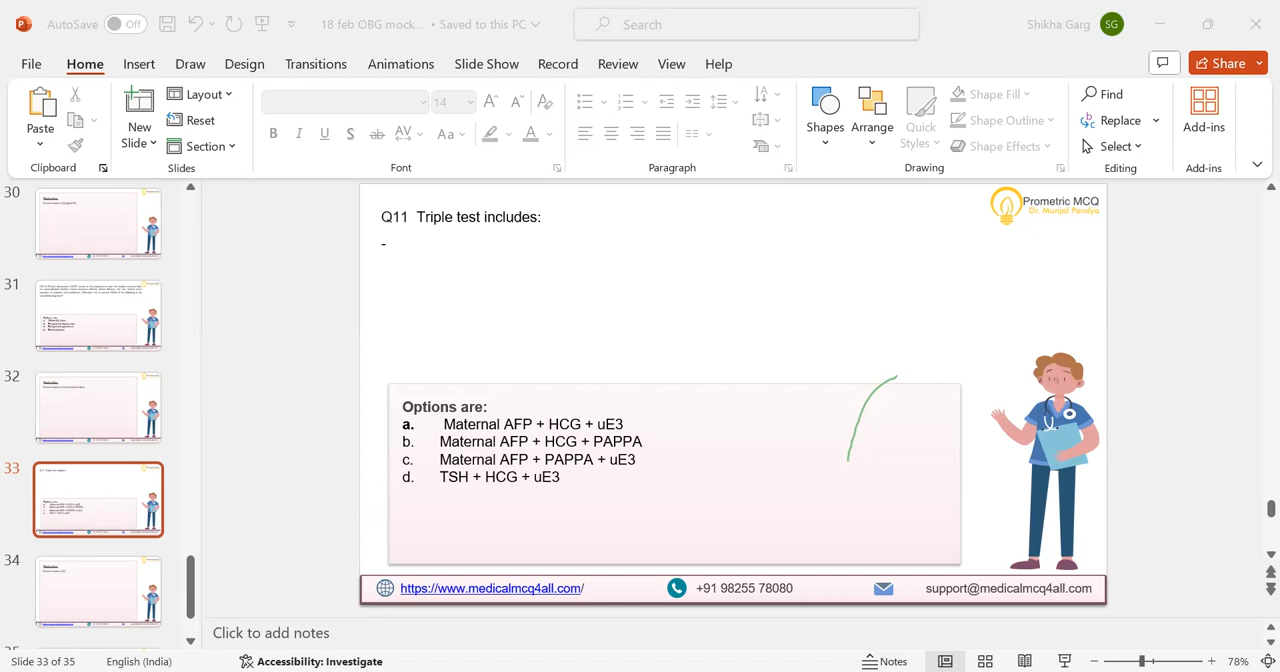 AutoSave Off 18 feb OBG mock... • Saved to this PC Search Shikha Garg SG
File Home Insert Draw Design Transitions Animations Slide Show Record Review View Help Share
Paste New Slide Layout Reset Section 14 Shapes Arrange Quick Styles Shape Fill Shape Outline Shape Effects Find Replace Select Add-ins
Clipboard Slides Font Paragraph Drawing Editing Add-ins
30
31
32
33
34
Q11 Triple test includes:
-
Prometric MCQ
Dr. Munjal Pandya
Options are:
a. Maternal AFP + HCG + uE3
b. Maternal AFP + HCG + PAPPA
c. Maternal AFP + PAPPA + uE3
d. TSH + HCG + uE3
https://www.medicalmcq4all.com/ +91 98255 78080 support@medicalmcq4all.com
Click to add notes
Slide 33 of 35 English (India) Accessibility: Investigate Notes 78%